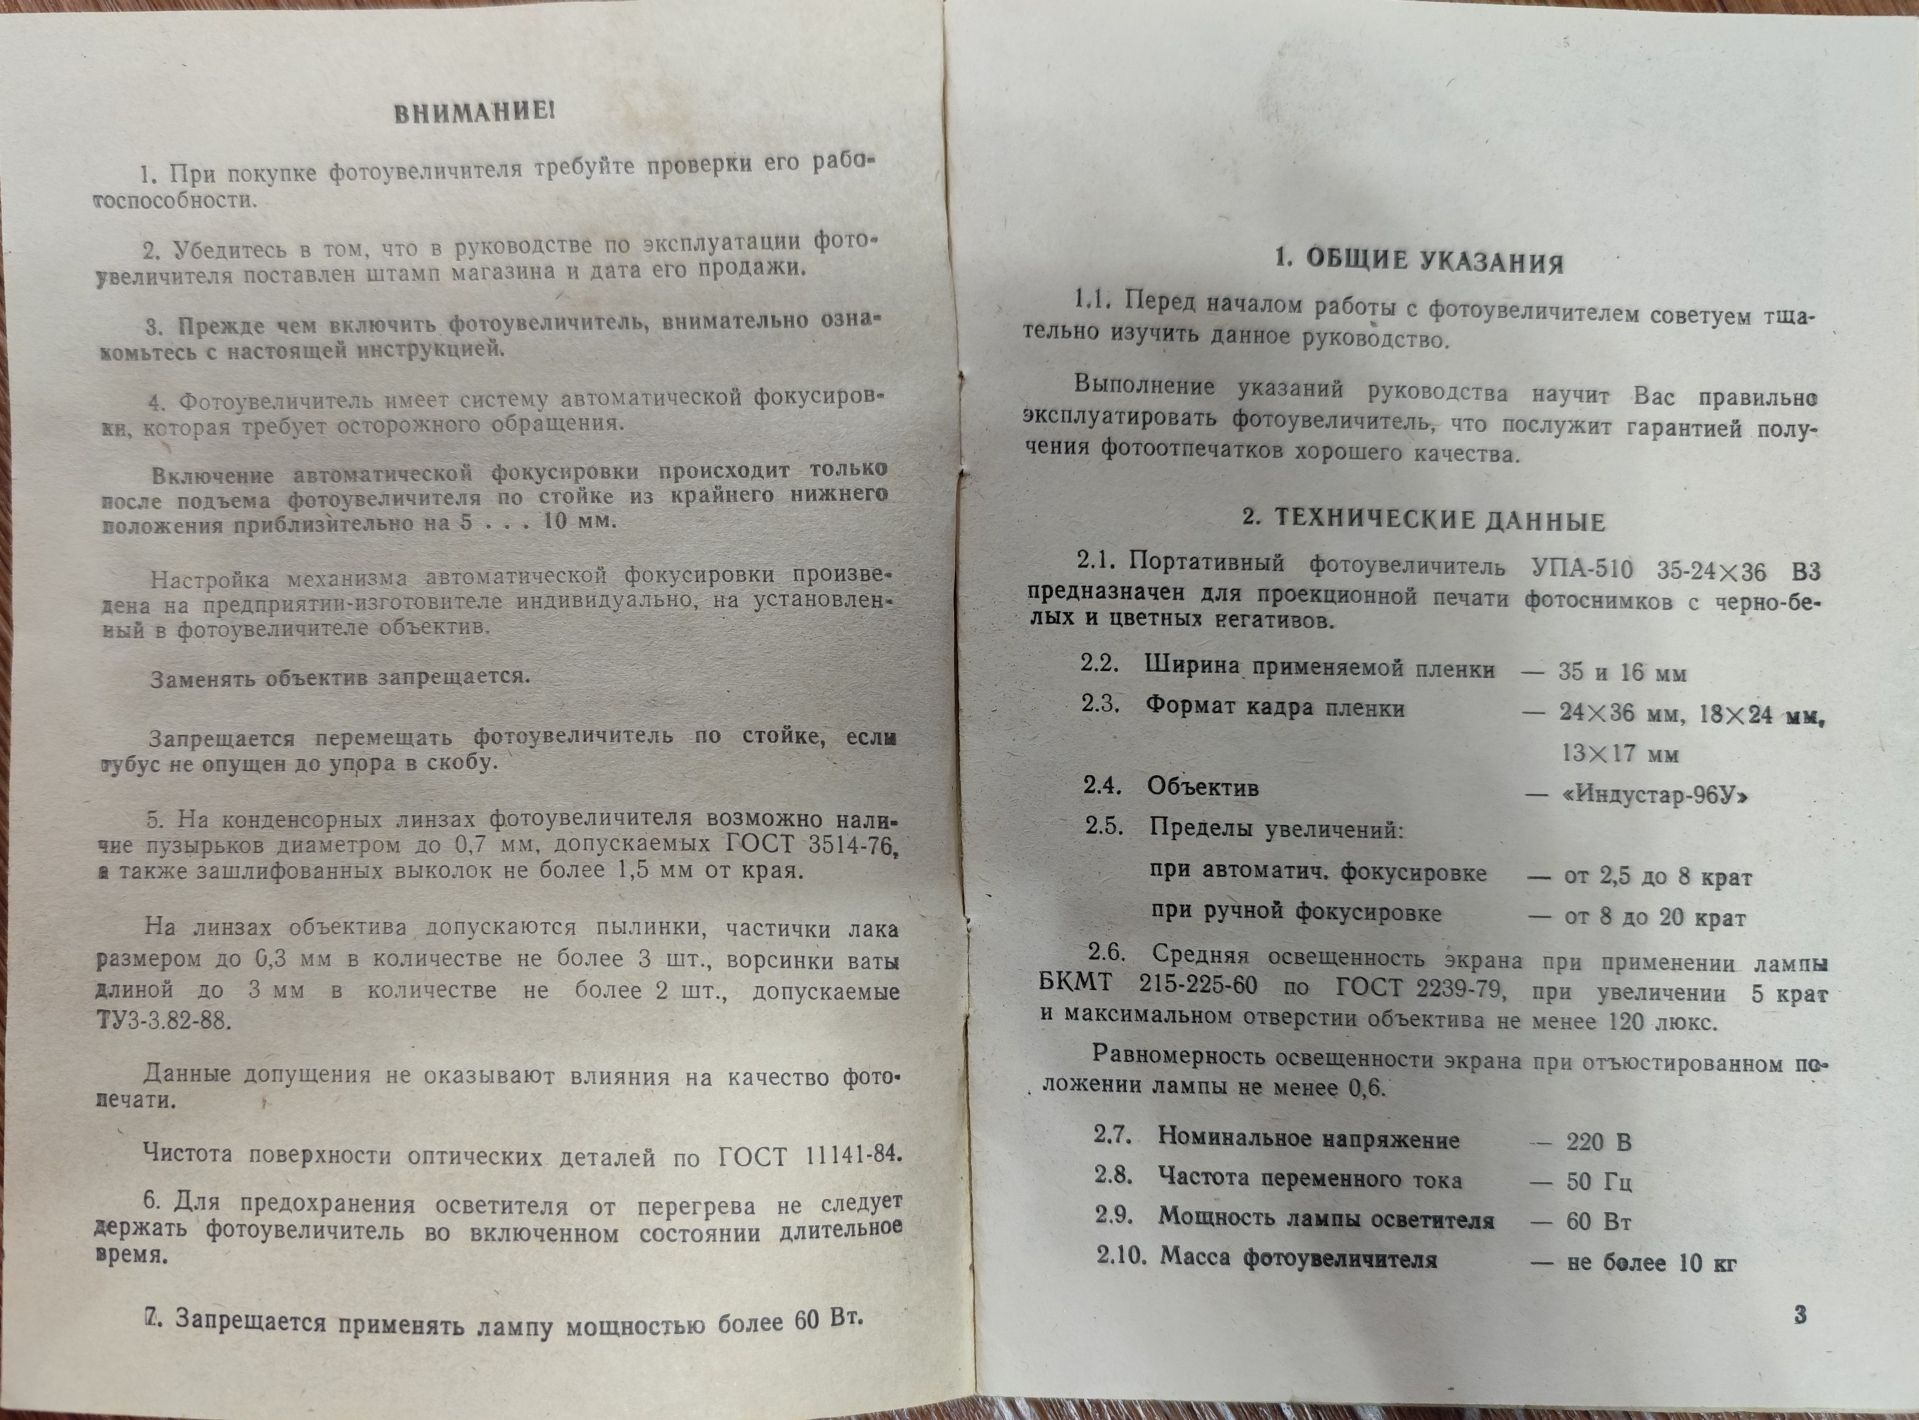 ВНИМАНИЕ!
1. При покупке фотоувеличителя требуйте проверки его рабо-
тоспособности.
2. Убедитесь в том, что в руководстве по эксплуатации фото-
увеличителя поставлен штамп магазина и дата его продажи.
3. Прежде чем включить фотоувеличитель, внимательно озна-
комьтесь с настоящей инструкцией.
4. Фотоувеличитель имеет систему автоматической фокусиров-
ки, которая требует осторожного обращения.
Включение автоматической фокусировки происходит только
после подъема фотоувеличителя по стойке из крайнего нижнего
положения приблизительно на 5 . . . 10 мм.
Настройка механизма автоматической фокусировки произве-
дена на предприятии-изготовителе индивидуально, на установлен-
ный в фотоувеличителе объектив.
Заменять объектив запрещается.
Запрещается перемещать фотоувеличитель по стойке, если
тубус не опущен до упора в скобу.
5. На конденсорных линзах фотоувеличителя возможно нали-
чие пузырьков диаметром до 0,7 мм, допускаемых ГОСТ 3514-76,
а также зашлифованных выколок не более 1,5 мм от края.
На линзах объектива допускаются пылинки, частички лака
размером до 0,3 мм в количестве не более 3 шт., ворсинки ваты
длиной до 3 мм в количестве не более 2 шт., допускаемые
ТУ3-3.82-88.
Данные допущения не оказывают влияния на качество фото-
печати.
Чистота поверхности оптических деталей по ГОСТ 11141-84.
6. Для предохранения осветителя от перегрева не следует
держать фотоувеличитель во включенном состоянии длительное
время.
7. Запрещается применять лампу мощностью более 60 Вт.
1. ОБЩИЕ УКАЗАНИЯ
1.1. Перед началом работы с фотоувеличителем советуем тща-
тельно изучить данное руководство.
Выполнение указаний руководства научит Вас правильно
эксплуатировать фотоувеличитель, что послужит гарантией полу-
чения фотоотпечатков хорошего качества.
2. ТЕХНИЧЕСКИЕ ДАННЫЕ
2.1. Портативный фотоувеличитель УПА-510 35-24×36 В3
предназначен для проекционной печати фотоснимков с черно-бе-
лых и цветных негативов.
2.2. Ширина применяемой пленки — 35 и 16 мм
2.3. Формат кадра пленки — 24×36 мм, 18×24 мм,
13×17 мм
2.4. Объектив — «Индустар-96У»
2.5. Пределы увеличений:
при автоматич. фокусировке — от 2,5 до 8 крат
при ручной фокусировке — от 8 до 20 крат
2.6. Средняя освещенность экрана при применении лампы
БКМТ 215-225-60 по ГОСТ 2239-79, при увеличении 5 крат
и максимальном отверстии объектива не менее 120 люкс.
Равномерность освещенности экрана при отъюстированном по-
ложении лампы не менее 0,6.
2.7. Номинальное напряжение — 220 В
2.8. Частота переменного тока — 50 Гц
2.9. Мощность лампы осветителя — 60 Вт
2.10. Масса фотоувеличителя — не более 10 кг
3